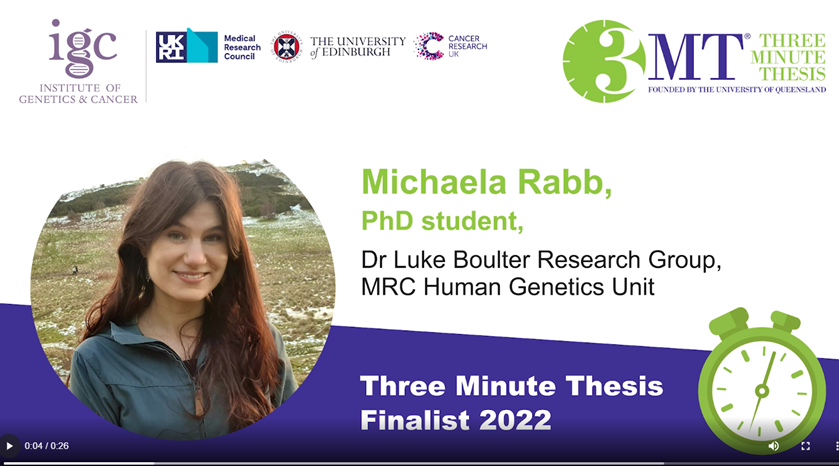 igc
INSTITUTE OF
GENETICS & CANCER
UK
RI
Medical
Research
Council
THE UNIVERSITY
of EDINBURGH
CANCER
RESEARCH
UK
3MT®
THREE
MINUTE
THESIS
FOUNDED BY THE UNIVERSITY OF QUEENSLAND
Michaela Rabb,
PhD student,
Dr Luke Boulter Research Group,
MRC Human Genetics Unit
Three Minute Thesis
Finalist 2022
0:04 / 0:26